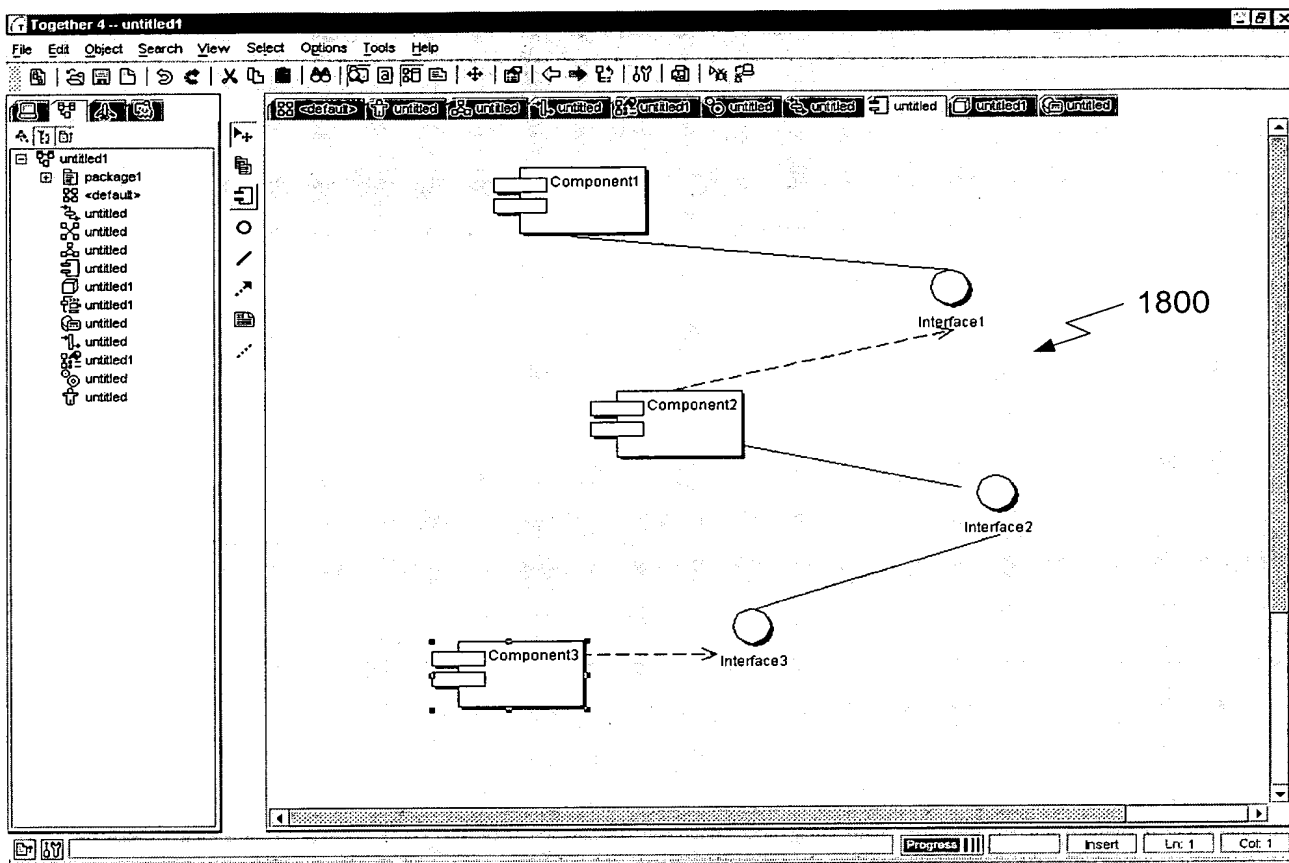 Together 4 -- untitled1
File Edit Object Search View Select Options Tools Help
<default> untitled untitled untitled untitled1 untitled untitled untitled untitled1 untitled
untitled1
package1
<default>
untitled
untitled
untitled
untitled
untitled1
untitled1
untitled
untitled
untitled1
untitled
untitled
Component1
Interface1
1800
Component2
Interface2
Component3
Interface3
Progress Insert Ln: 1 Col: 1